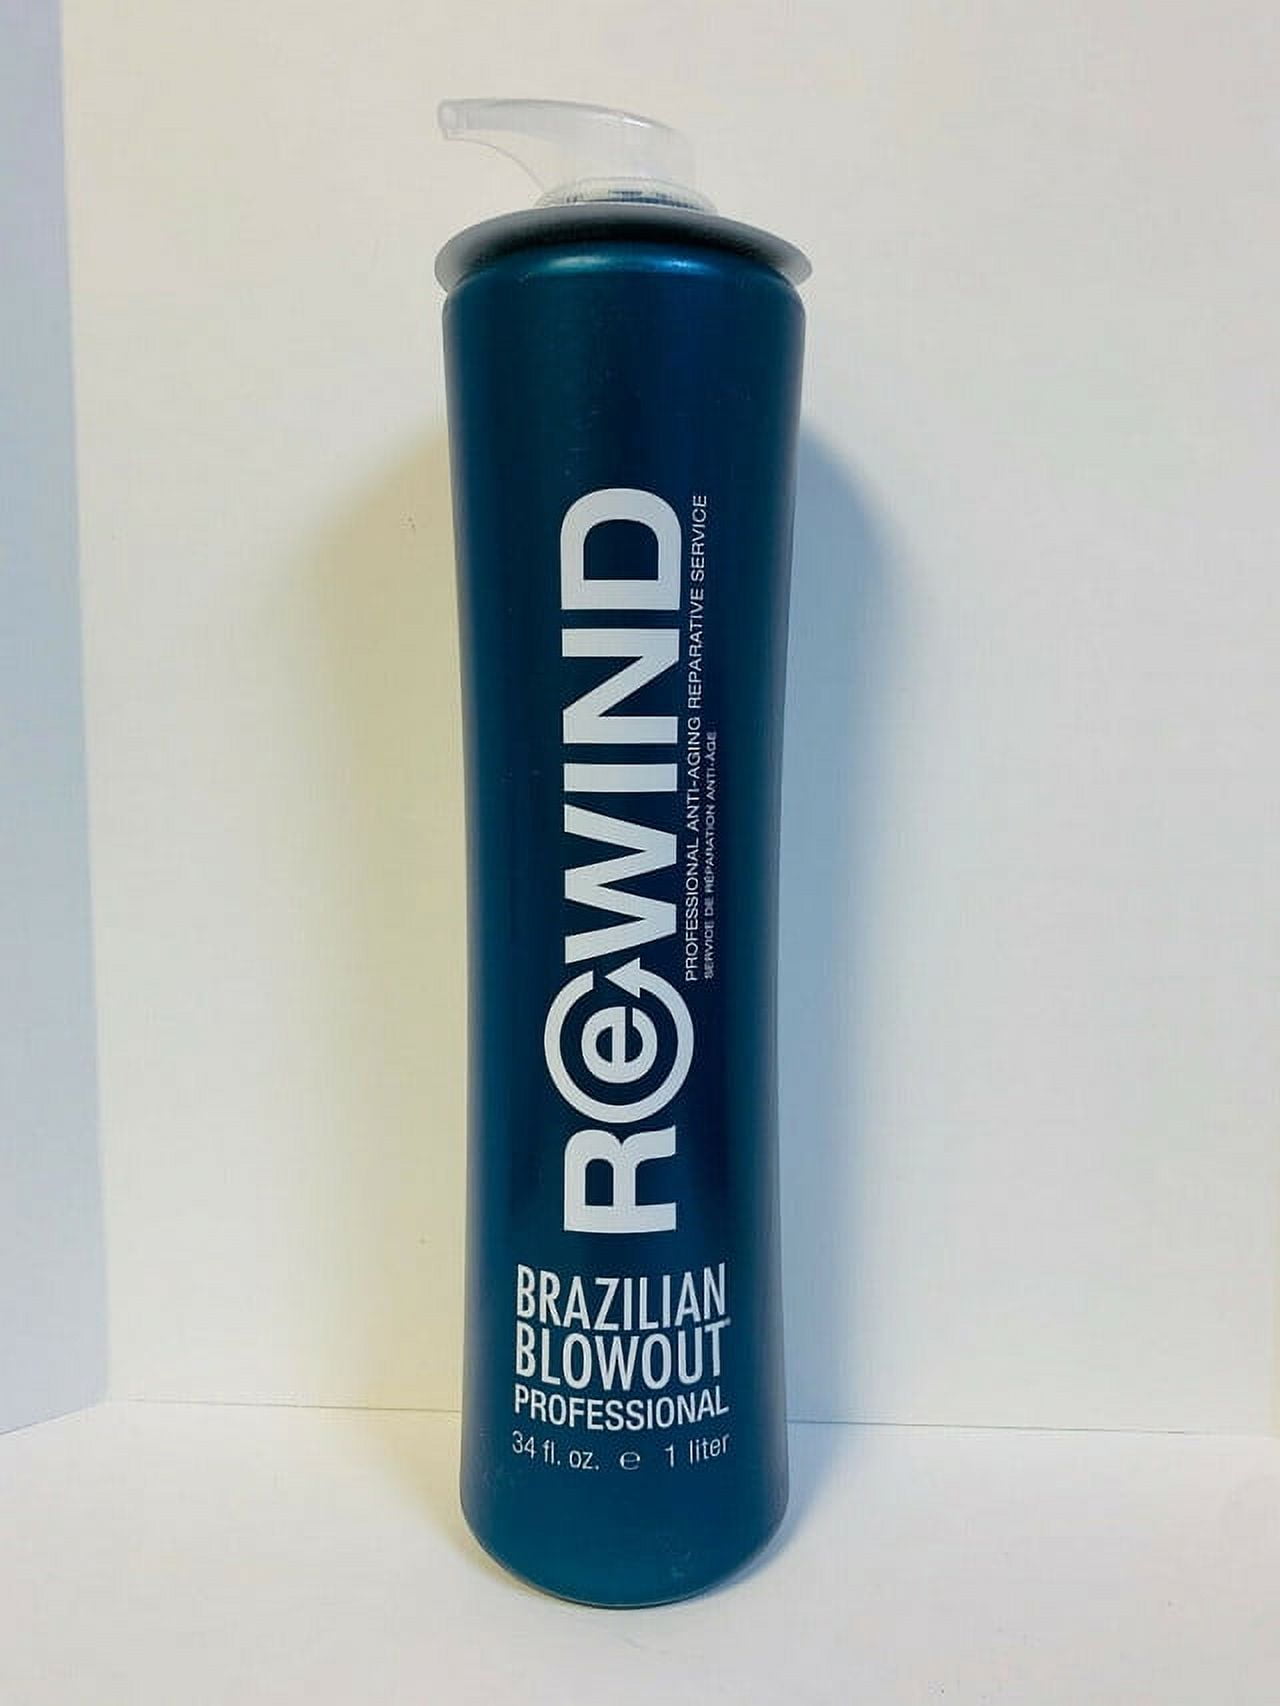 ReWIND
PROFESSIONAL ANTI-AGING REPARATIVE SERVICE
SERVICE DE RÉPARATION ANTI-ÂGE
BRAZILIAN
BLOWOUT®
PROFESSIONAL
34 fl. oz. ℮ 1 liter